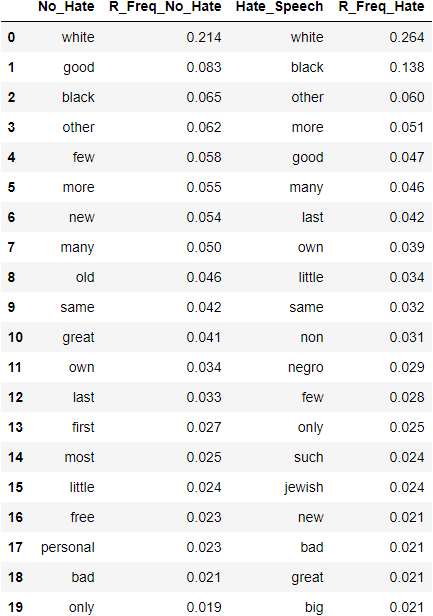 No_Hate R_Freq_No_Hate Hate_Speech R_Freq_Hate
0 white 0.214 white 0.264
1 good 0.083 black 0.138
2 black 0.065 other 0.060
3 other 0.062 more 0.051
4 few 0.058 good 0.047
5 more 0.055 many 0.046
6 new 0.054 last 0.042
7 many 0.050 own 0.039
8 old 0.046 little 0.034
9 same 0.042 same 0.032
10 great 0.041 non 0.031
11 own 0.034 negro 0.029
12 last 0.033 few 0.028
13 first 0.027 only 0.025
14 most 0.025 such 0.024
15 little 0.024 jewish 0.024
16 free 0.023 new 0.021
17 personal 0.023 bad 0.021
18 bad 0.021 great 0.021
19 only 0.019 big 0.021